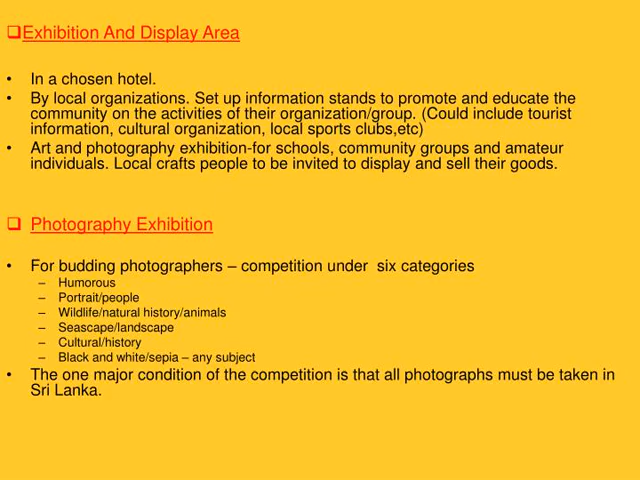 ❑Exhibition And Display Area
• In a chosen hotel.
• By local organizations. Set up information stands to promote and educate the
community on the activities of their organization/group. (Could include tourist
information, cultural organization, local sports clubs,etc)
• Art and photography exhibition-for schools, community groups and amateur
individuals. Local crafts people to be invited to display and sell their goods.
❑ Photography Exhibition
• For budding photographers – competition under six categories
– Humorous
– Portrait/people
– Wildlife/natural history/animals
– Seascape/landscape
– Cultural/history
– Black and white/sepia – any subject
• The one major condition of the competition is that all photographs must be taken in
Sri Lanka.